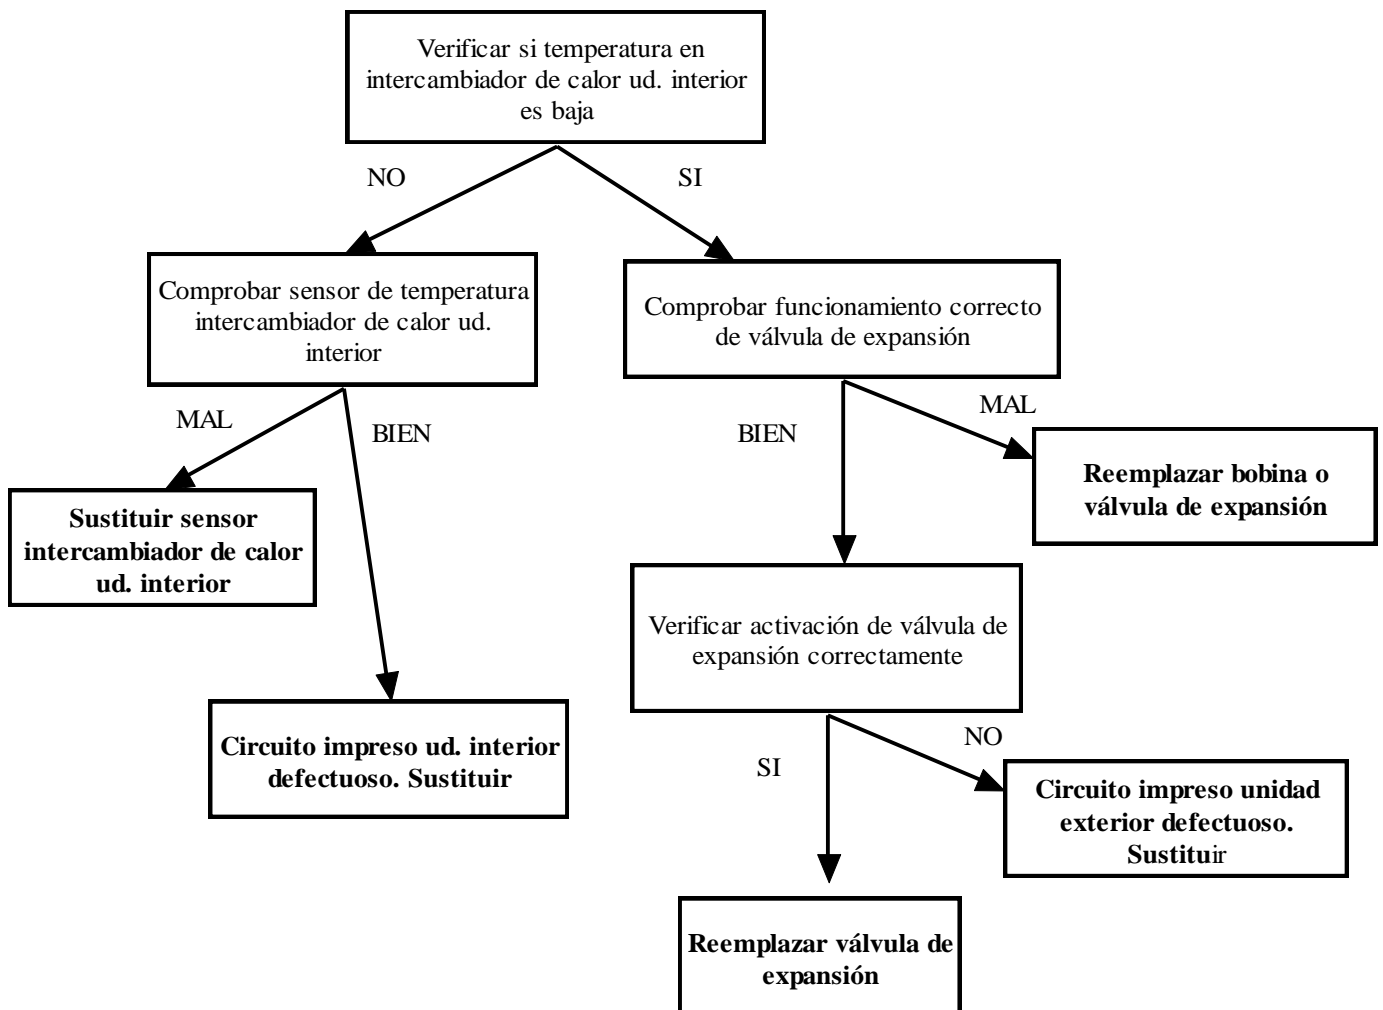 Verificar si temperatura en
intercambiador de calor ud. interior
es baja
NO
SI
Comprobar sensor de temperatura
intercambiador de calor ud.
interior
Comprobar funcionamiento correcto
de válvula de expansión
MAL
BIEN
BIEN
MAL
Sustituir sensor
intercambiador de calor
ud. interior
Reemplazar bobina o
válvula de expansión
Verificar activación de válvula de
expansión correctamente
Circuito impreso ud. interior
defectuoso. Sustituir
SI
NO
Circuito impreso unidad
exterior defectuoso.
Sustituir
Reemplazar válvula de
expansión